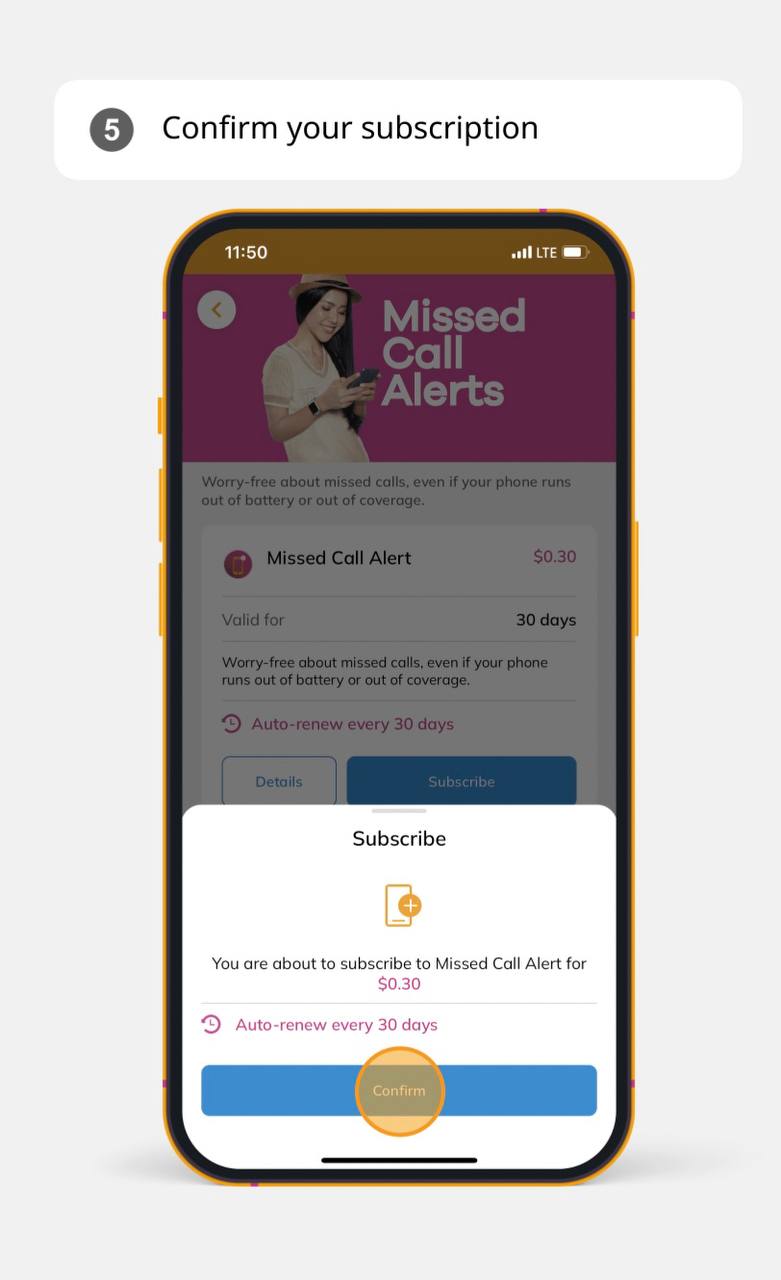 5 Confirm your subscription
11:50 LTE
Missed
Call
Alerts
Worry-free about missed calls, even if your phone runs
out of battery or out of coverage.
Missed Call Alert $0.30
Valid for 30 days
Worry-free about missed calls, even if your phone
runs out of battery or out of coverage.
Auto-renew every 30 days
Details Subscribe
Subscribe
You are about to subscribe to Missed Call Alert for
$0.30
Auto-renew every 30 days
Confirm